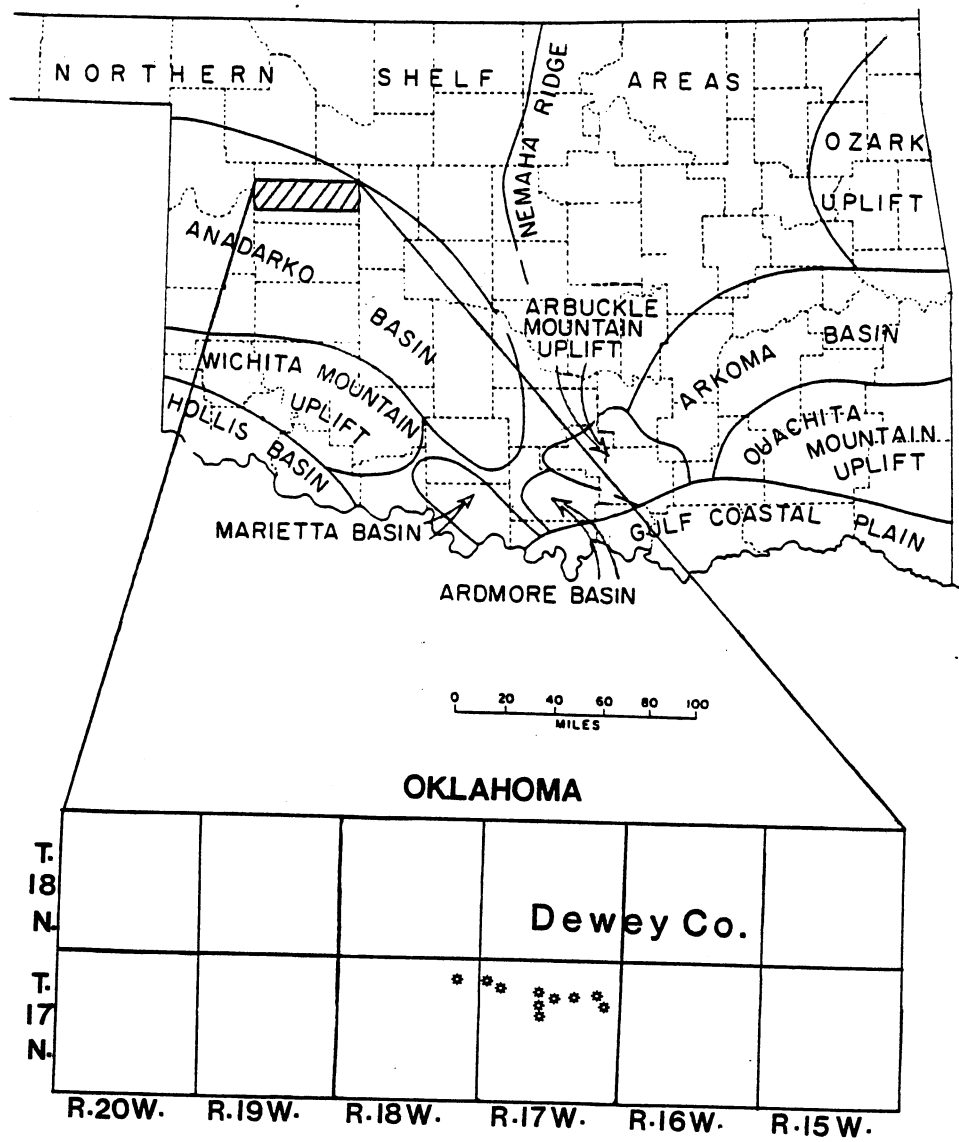 NORTHERN SHELF AREAS
NEMAHA RIDGE
OZARK
UPLIFT
ANADARKO
BASIN
ARBUCKLE
MOUNTAIN
UPLIFT
ARKOMA
BASIN
WICHITA MOUNTAIN
UPLIFT
HOLLIS BASIN
OUACHITA
MOUNTAIN
UPLIFT
MARIETTA BASIN
GULF COASTAL PLAIN
ARDMORE BASIN
0 20 40 60 80 100
MILES
OKLAHOMA
T.
18
N.
Dewey Co.
T.
17
N.
R.20W. R.19W. R.18W. R.17W. R.16W. R.15W.